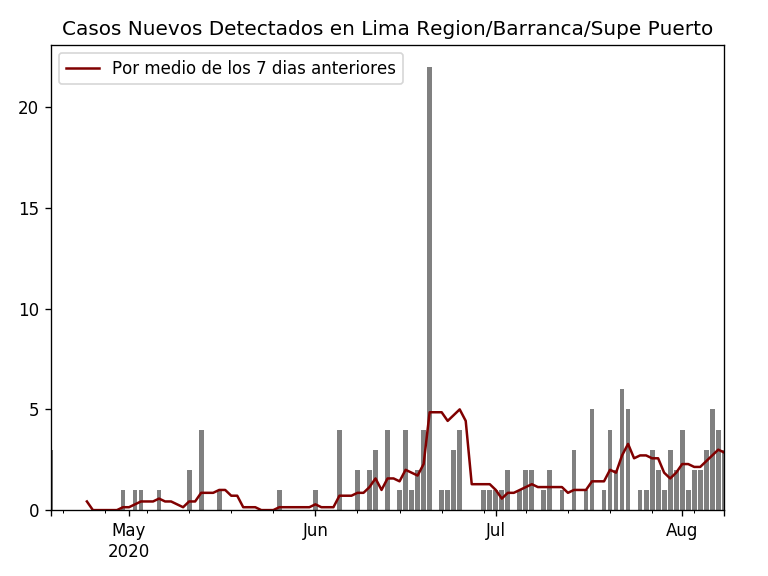 Casos Nuevos Detectados en Lima Region/Barranca/Supe Puerto
Por medio de los 7 dias anteriores
20
15
10
5
0
May Jun Jul Aug
2020